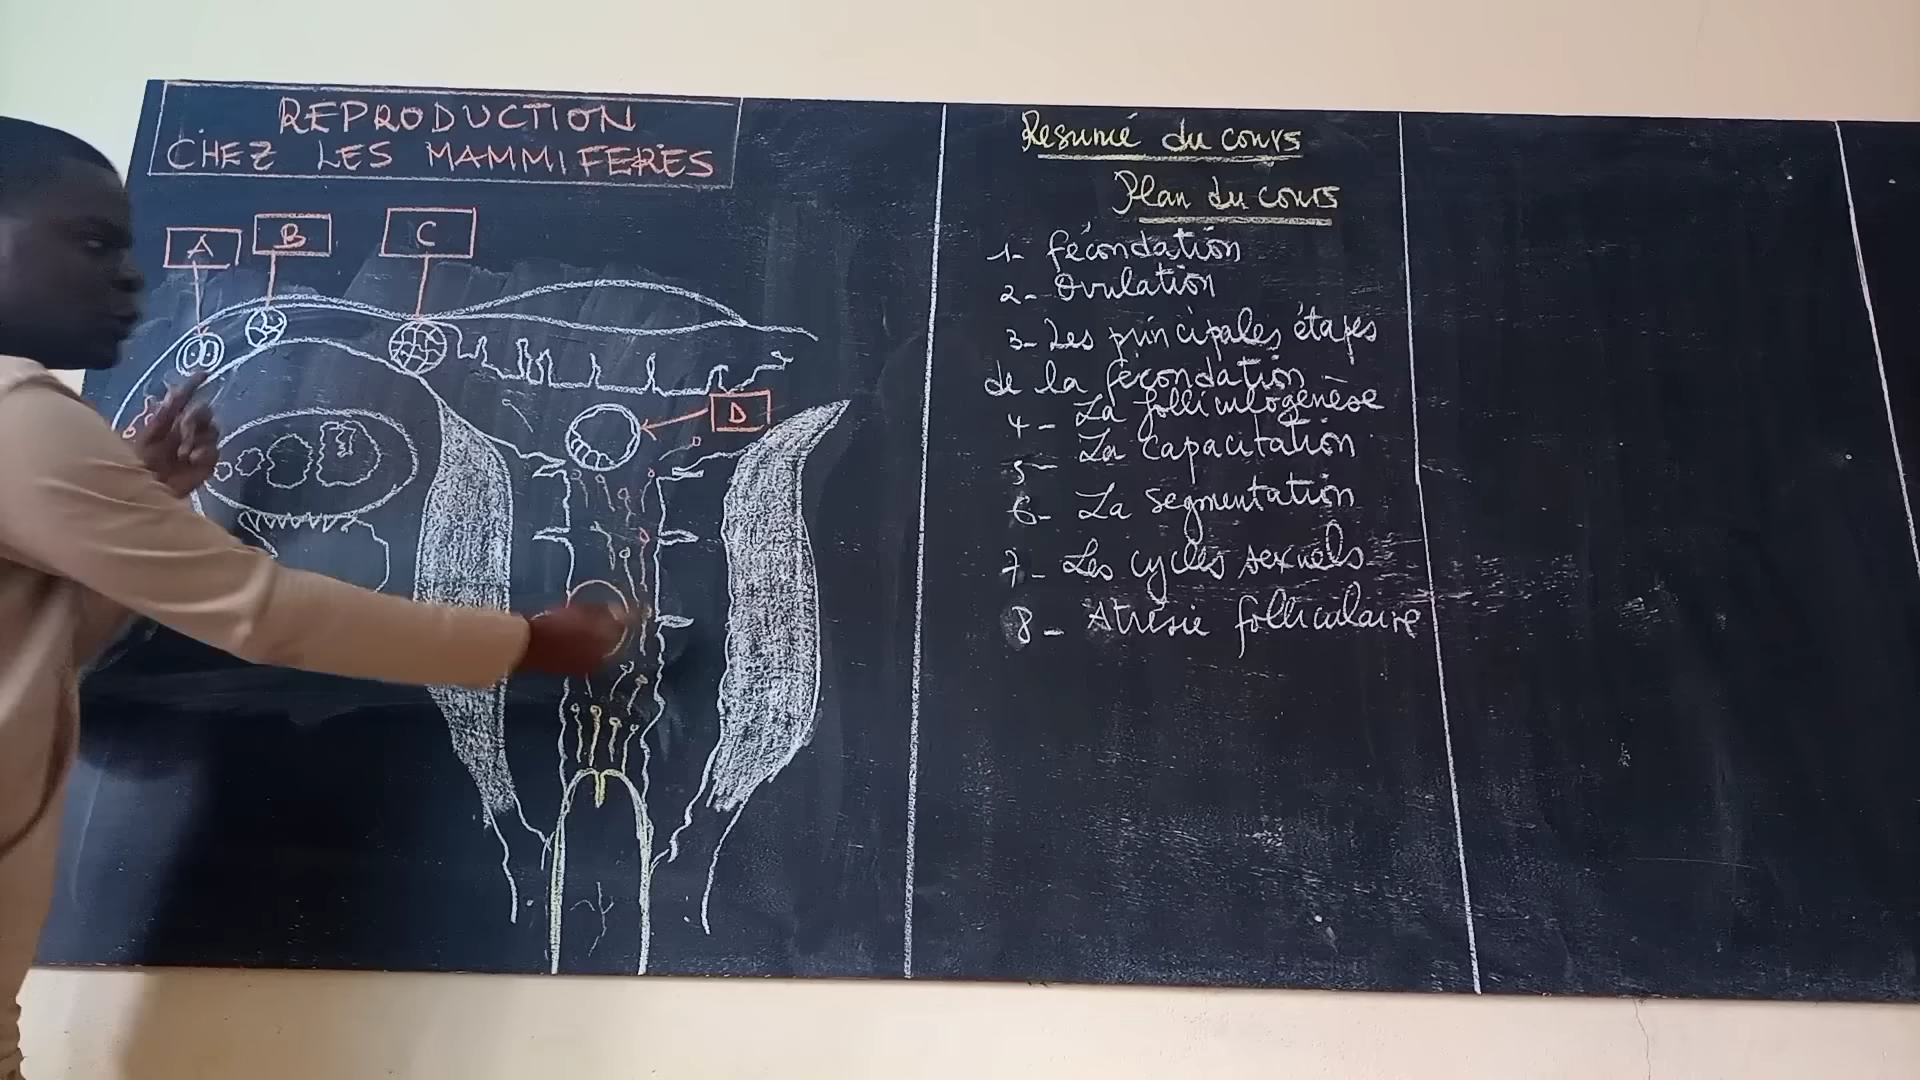 REPRODUCTION
CHEZ LES MAMMIFERES
A
B
C
D
Resumé du cours
Plan du cours
1- fécondation
2- Ovulation
3- Les principales étapes
de la fécondation
4- La folliculogénèse
5- La capacitation
6- La segmentation
7- Les cycles sexuels
8- Atrésie folliculaire